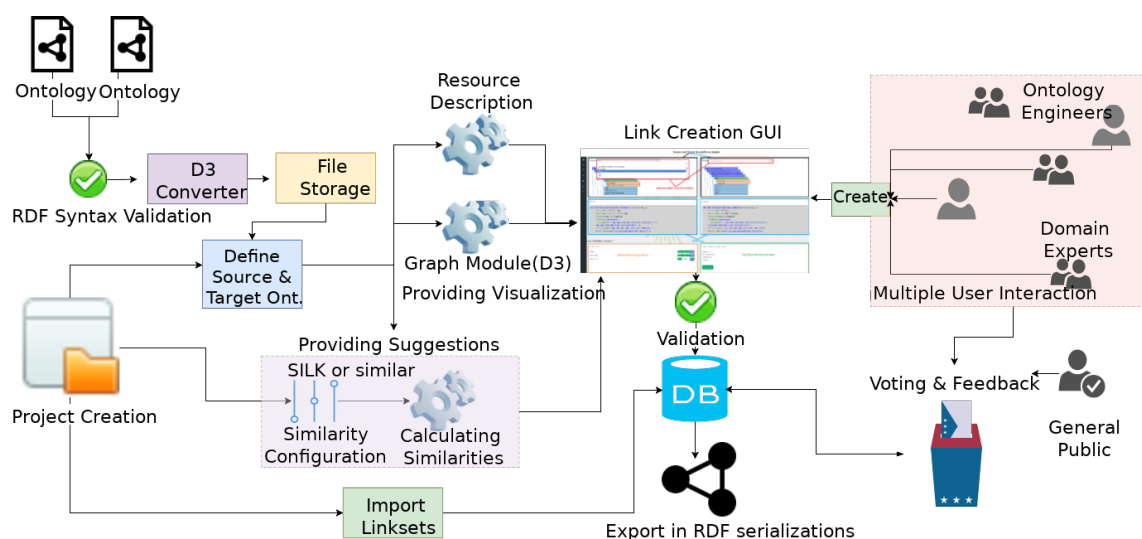 Ontology
Ontology
RDF Syntax Validation
D3
Converter
File
Storage
Define
Source &
Target Ont.
Project Creation
Resource
Description
Graph Module(D3)
Providing Visualization
Providing Suggestions
SILK or similar
Similarity
Configuration
Calculating
Similarities
Import
Linksets
Link Creation GUI
Validation
DB
Export in RDF serializations
Create
Ontology
Engineers
Domain
Experts
Multiple User Interaction
Voting & Feedback
General
Public